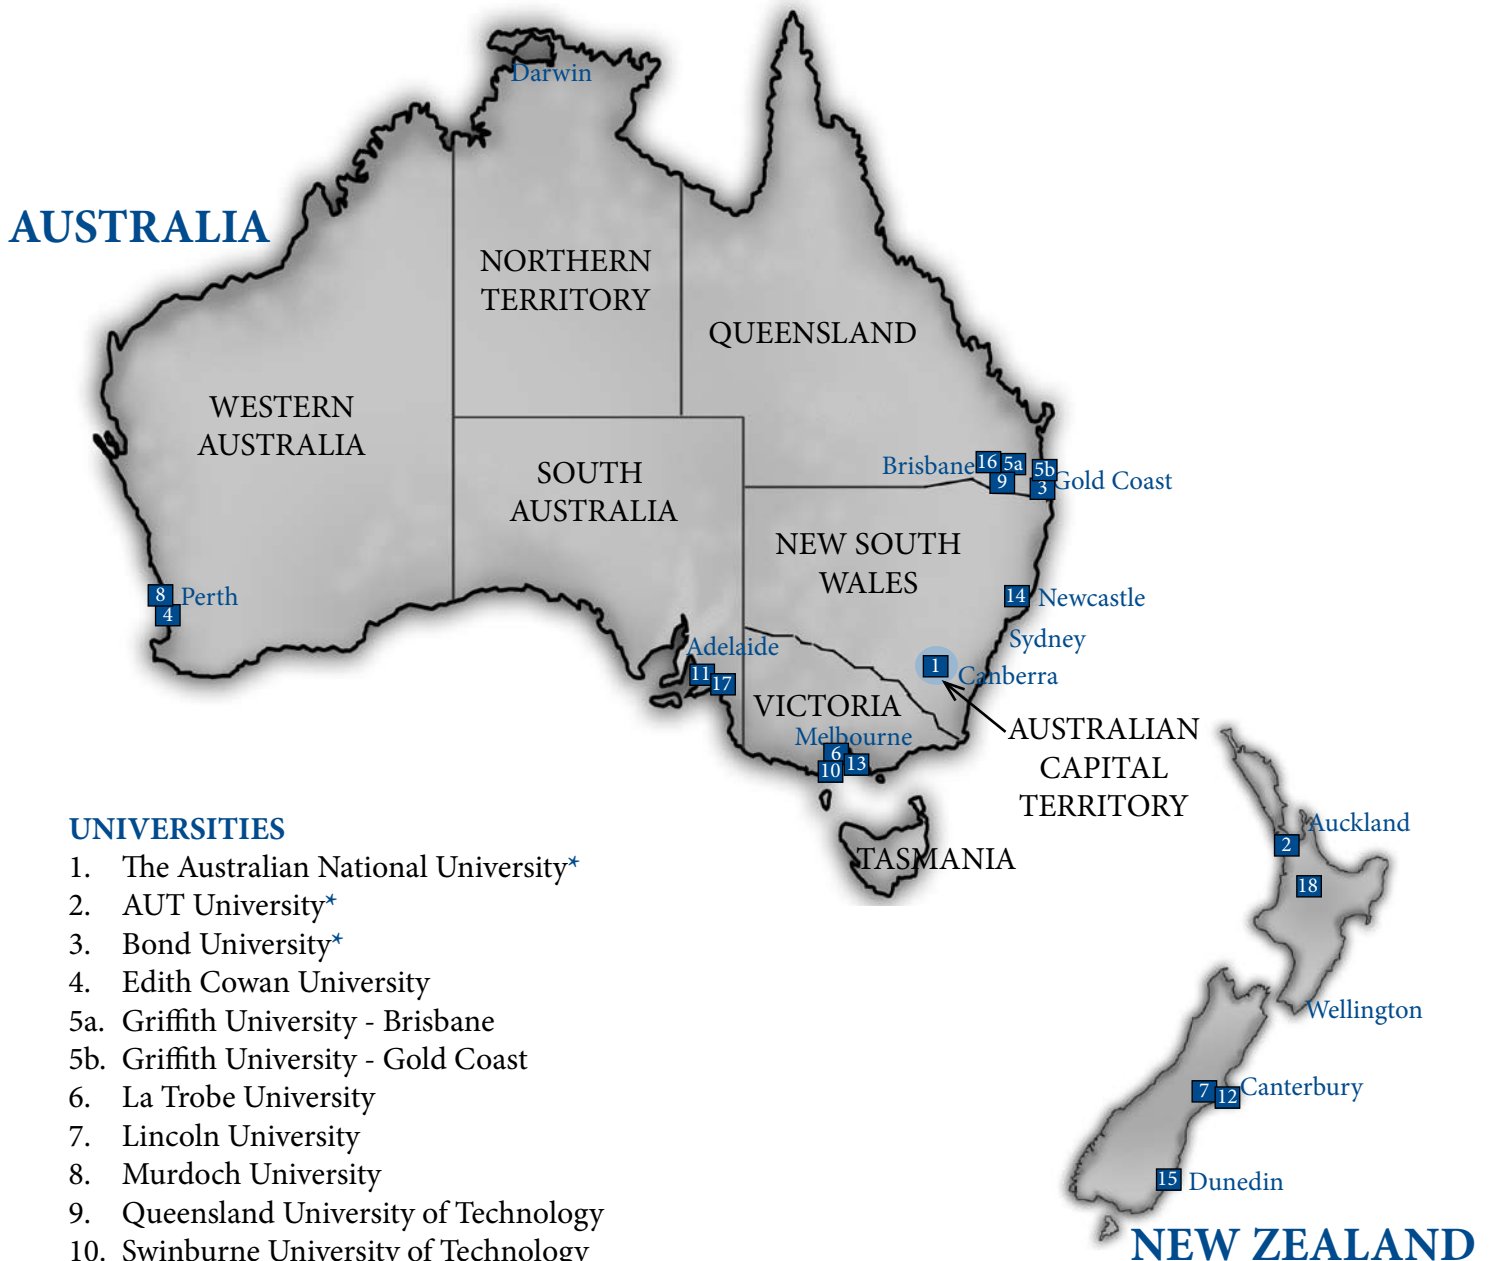 Darwin
AUSTRALIA
NORTHERN
TERRITORY
QUEENSLAND
WESTERN
AUSTRALIA
SOUTH
AUSTRALIA
Brisbane 16 5a 5b
9 3 Gold Coast
NEW SOUTH
WALES
8 Perth
4
14 Newcastle
Sydney
Adelaide
11
17
1
Canberra
VICTORIA
Melbourne
6
10 13
AUSTRALIAN
CAPITAL
TERRITORY
TASMANIA
Auckland
2
18
Wellington
7 12 Canterbury
15 Dunedin
NEW ZEALAND
UNIVERSITIES
1. The Australian National University*
2. AUT University*
3. Bond University*
4. Edith Cowan University
5a. Griffith University - Brisbane
5b. Griffith University - Gold Coast
6. La Trobe University
7. Lincoln University
8. Murdoch University
9. Queensland University of Technology
10. Swinburne University of Technology